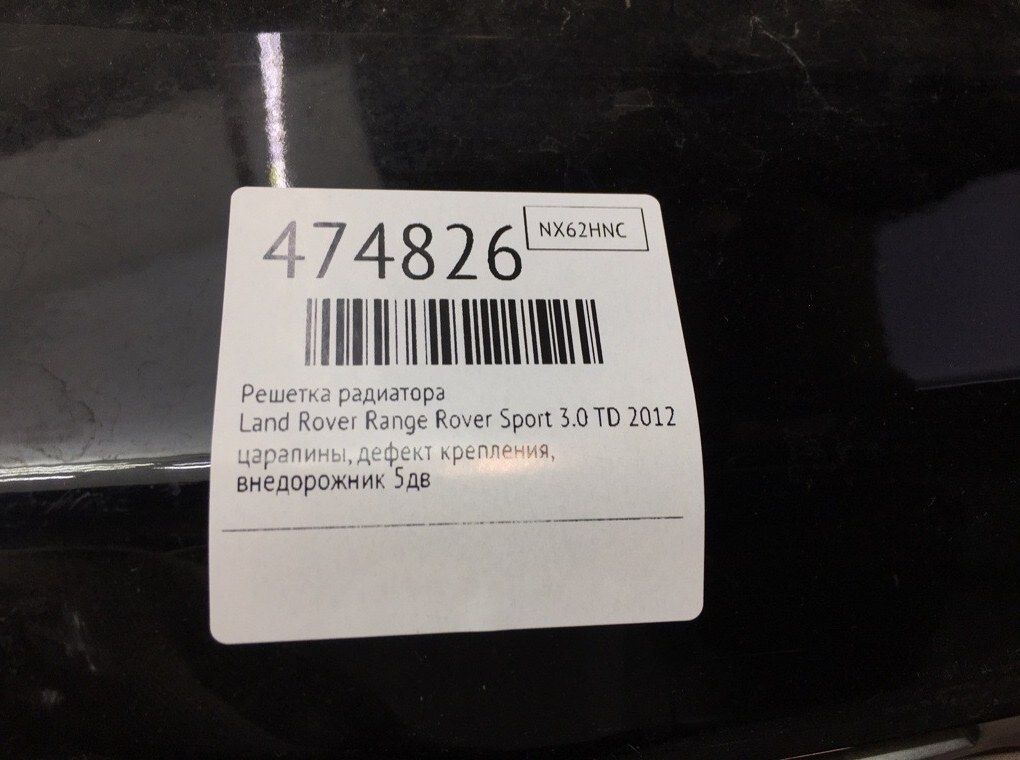 474826
NX62HNC
Решетка радиатора
Land Rover Range Rover Sport 3.0 TD 2012
царапины, дефект крепления,
внедорожник 5дв